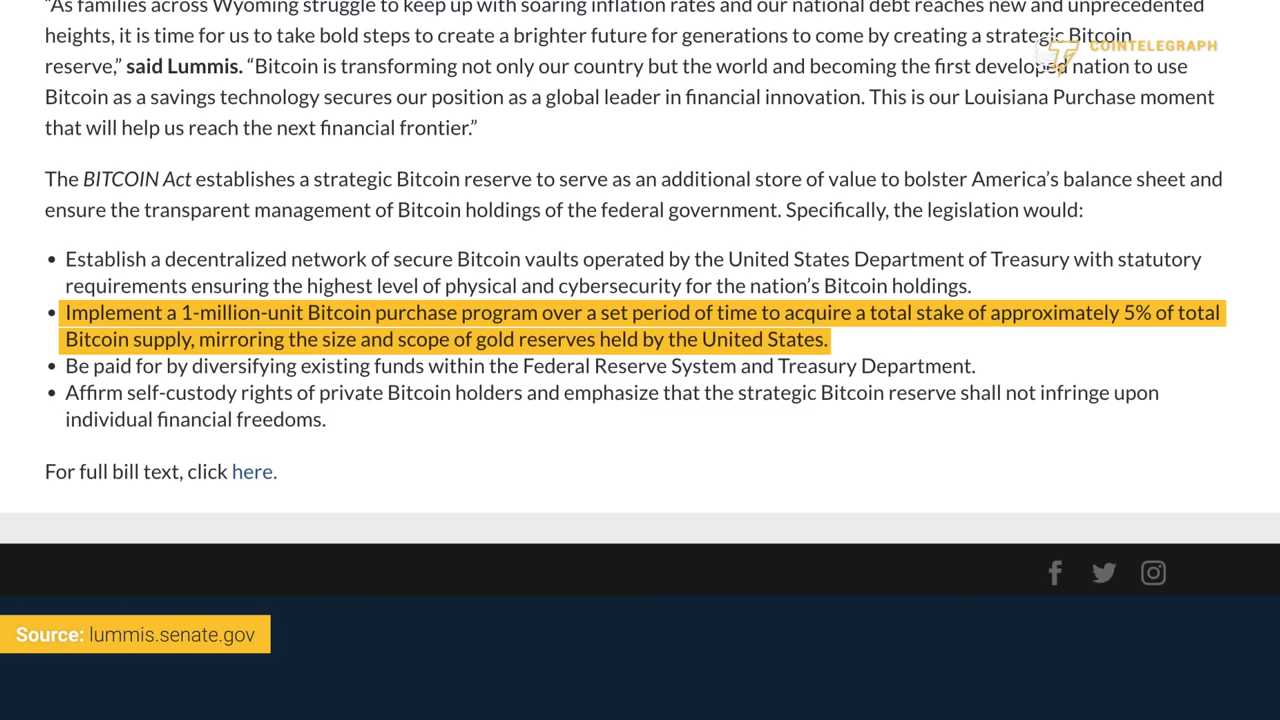 “As families across Wyoming struggle to keep up with soaring inflation rates and our national debt reaches new and unprecedented
heights, it is time for us to take bold steps to create a brighter future for generations to come by creating a strategic Bitcoin
COINTELEGRAPH
reserve,” said Lummis. “Bitcoin is transforming not only our country but the world and becoming the first developed nation to use
Bitcoin as a savings technology secures our position as a global leader in financial innovation. This is our Louisiana Purchase moment
that will help us reach the next financial frontier.”
The BITCOIN Act establishes a strategic Bitcoin reserve to serve as an additional store of value to bolster America’s balance sheet and
ensure the transparent management of Bitcoin holdings of the federal government. Specifically, the legislation would:
• Establish a decentralized network of secure Bitcoin vaults operated by the United States Department of Treasury with statutory
requirements ensuring the highest level of physical and cybersecurity for the nation’s Bitcoin holdings.
• Implement a 1-million-unit Bitcoin purchase program over a set period of time to acquire a total stake of approximately 5% of total
Bitcoin supply, mirroring the size and scope of gold reserves held by the United States.
• Be paid for by diversifying existing funds within the Federal Reserve System and Treasury Department.
• Affirm self-custody rights of private Bitcoin holders and emphasize that the strategic Bitcoin reserve shall not infringe upon
individual financial freedoms.
For full bill text, click here.
Source: lummis.senate.gov